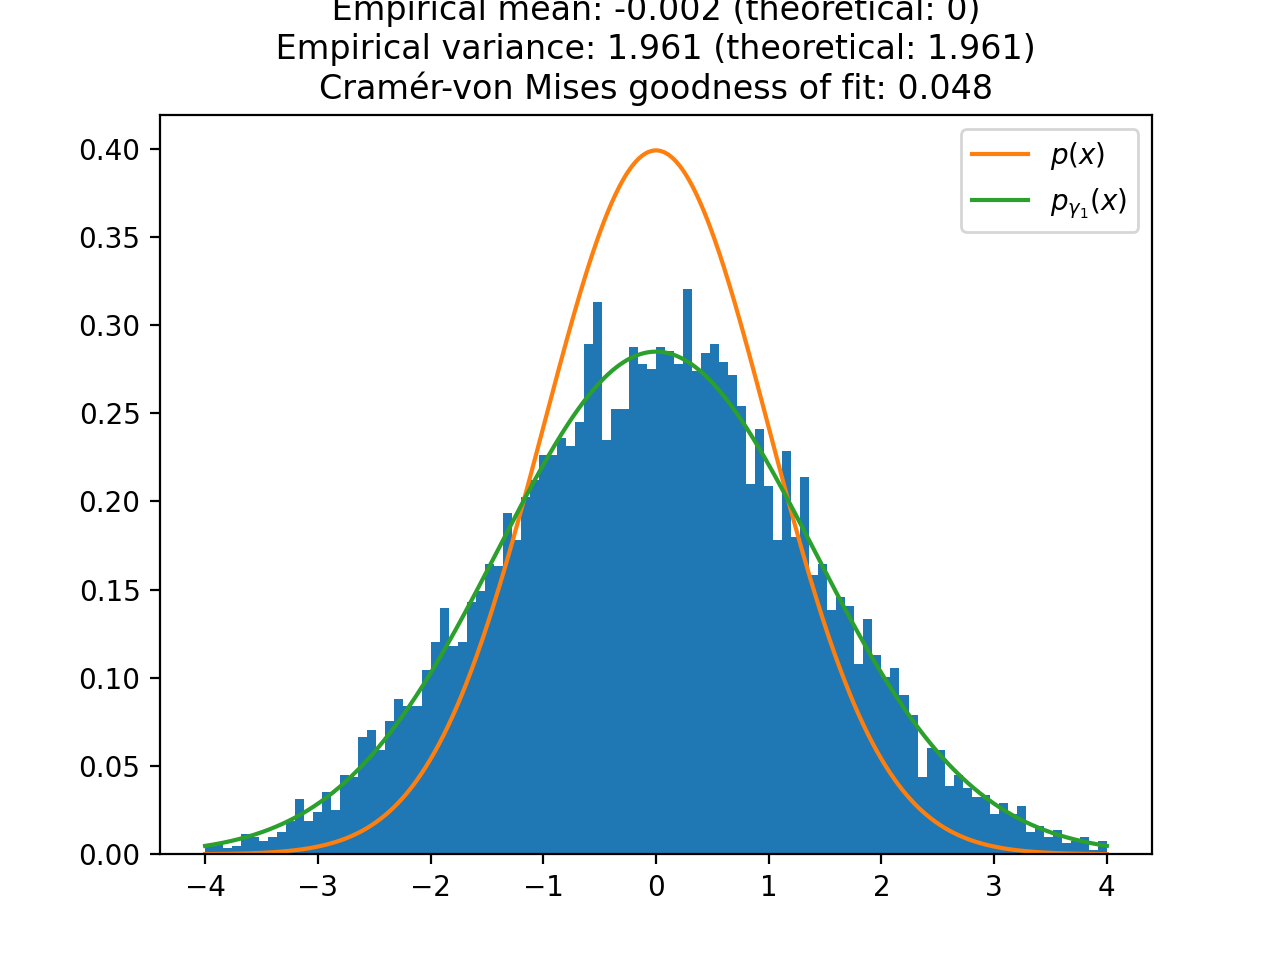 Empirical mean: -0.002 (theoretical: 0)
Empirical variance: 1.961 (theoretical: 1.961)
Cramér-von Mises goodness of fit: 0.048
p(x)
pγ₁(x)
0.40
0.35
0.30
0.25
0.20
0.15
0.10
0.05
0.00
−4 −3 −2 −1 0 1 2 3 4